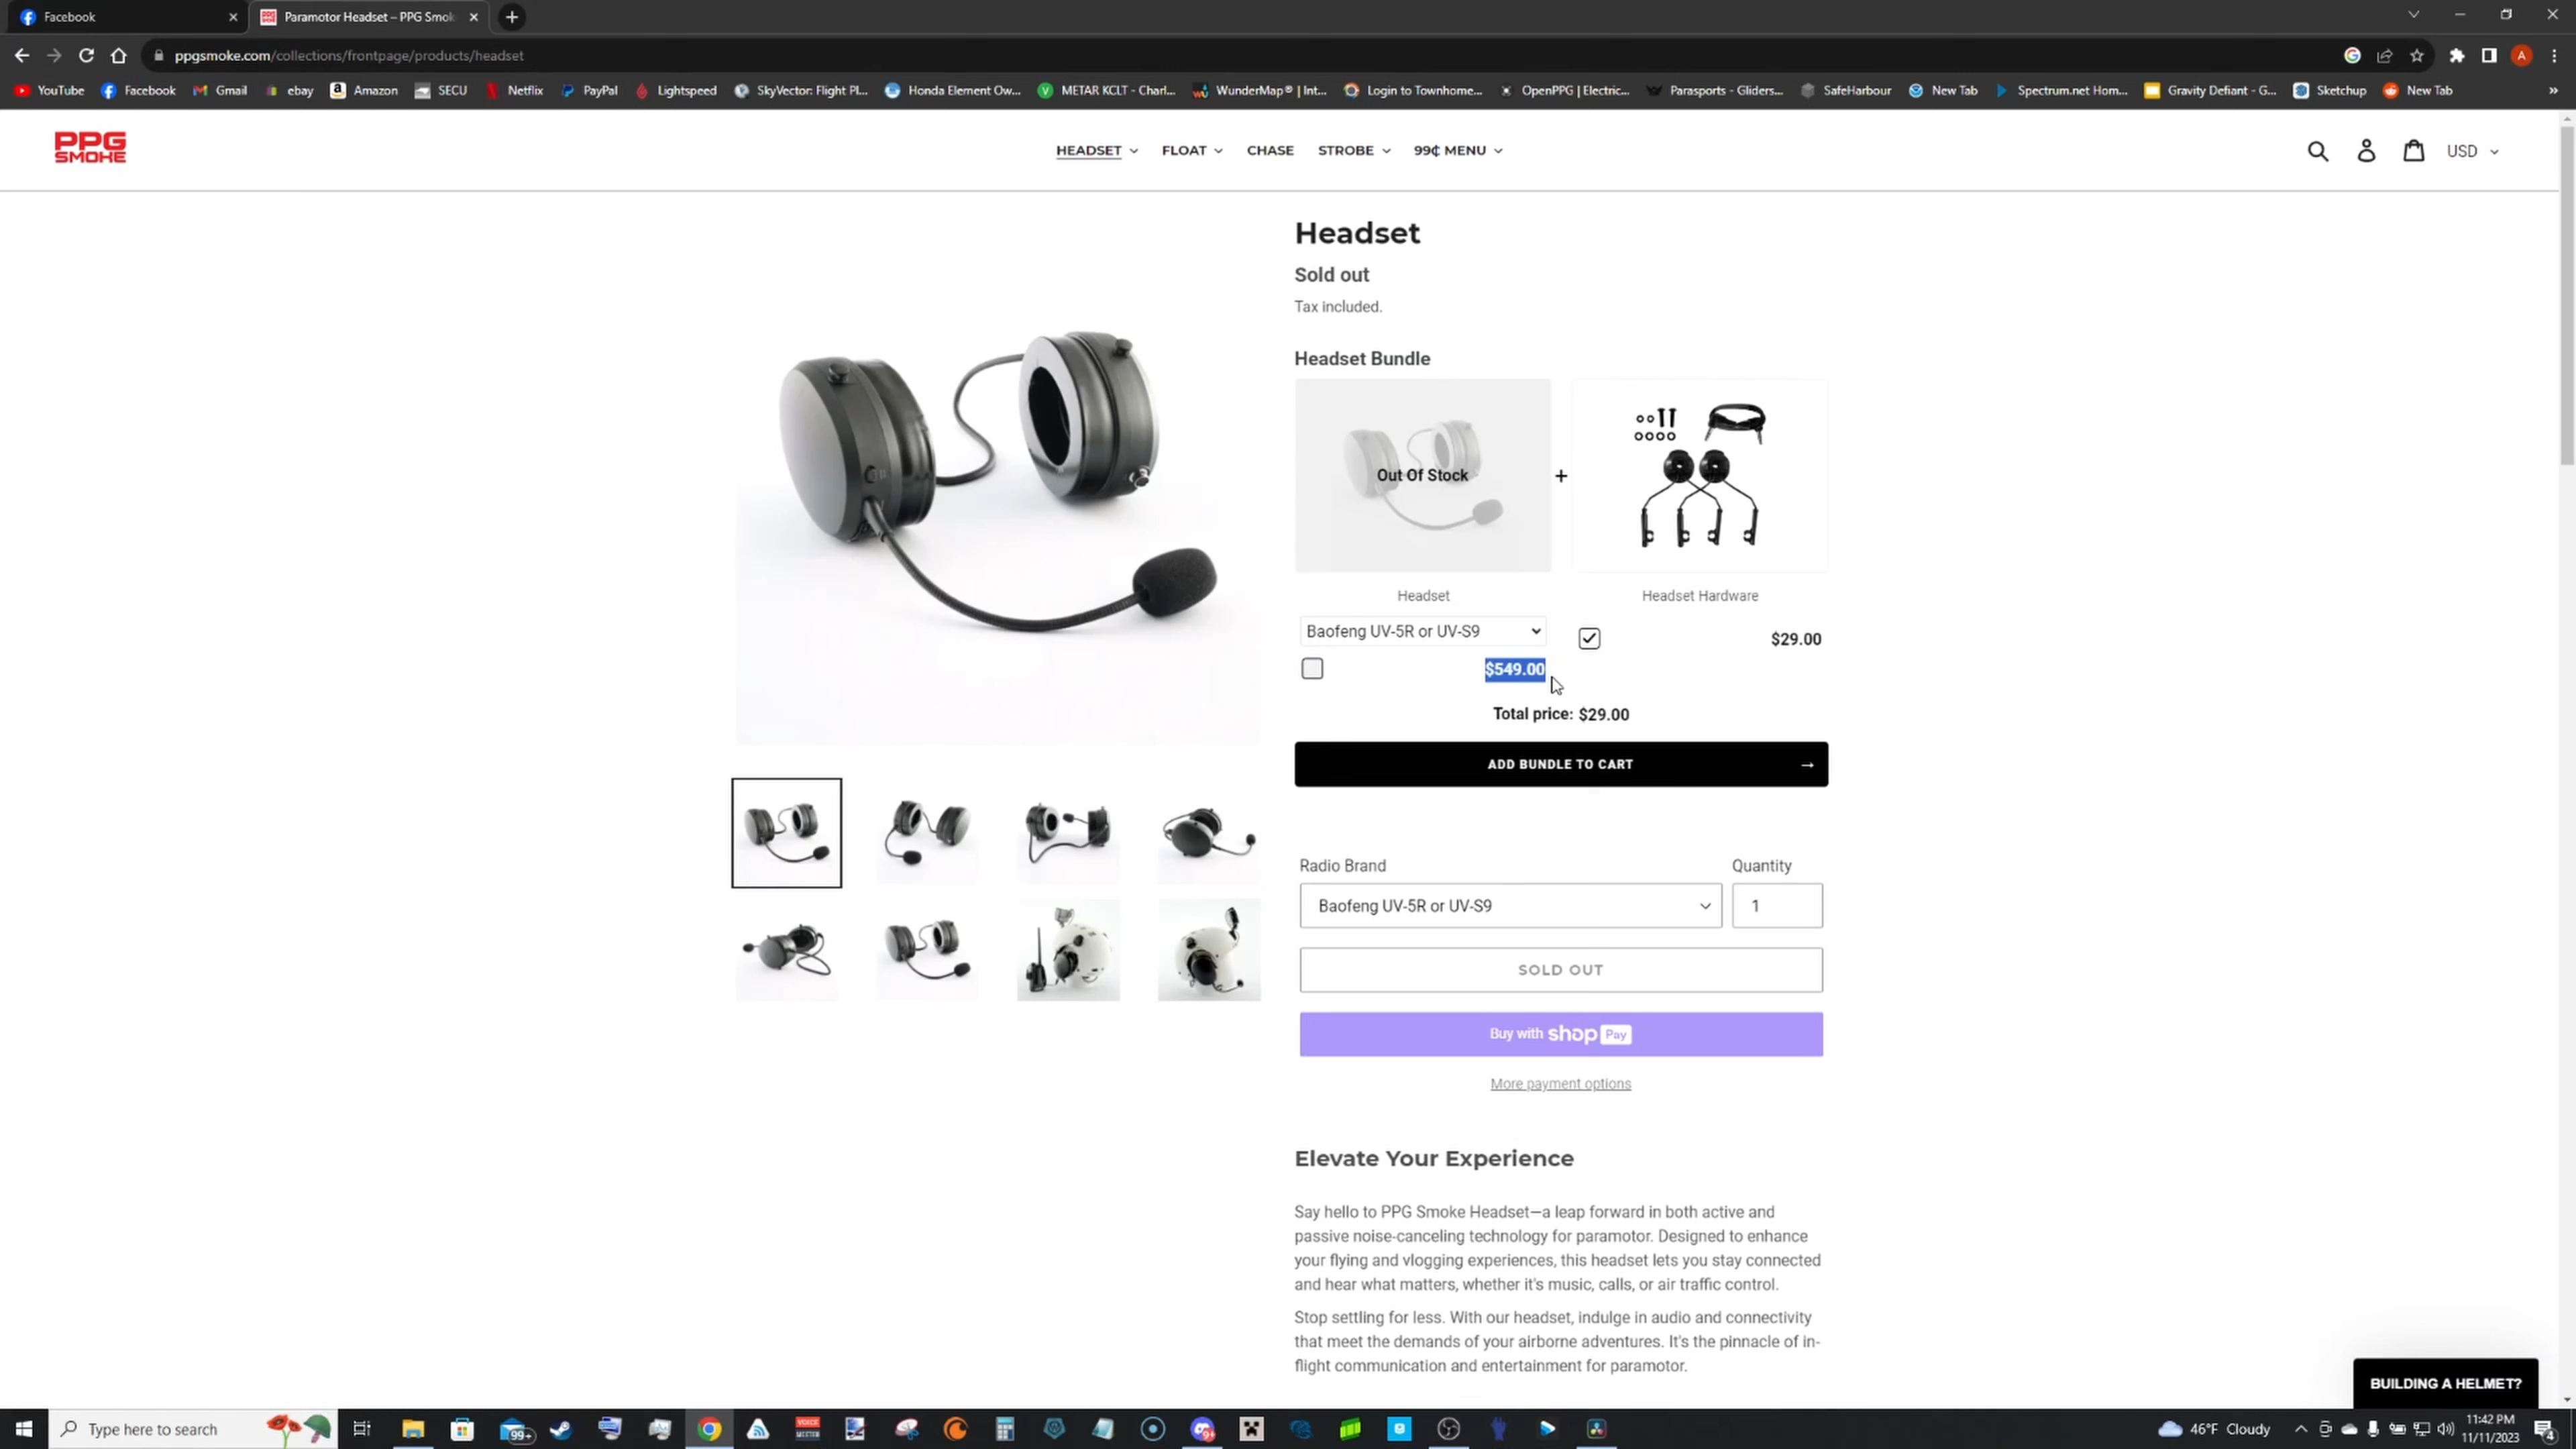 Facebook
Paramotor Headset – PPG Smok
ppgsmoke.com/collections/frontpage/products/headset
A
YouTube Facebook Gmail ebay Amazon SECU Netflix PayPal Lightspeed SkyVector: Flight Pl... Honda Element Ow... METAR KCLT - Charl... WunderMap® | Int... Login to Townhome... OpenPPG | Electric... Parasports - Gliders... SafeHarbour New Tab Spectrum.net Hom... Gravity Defiant - G... Sketchup New Tab »
PPG
SMOKE
HEADSET FLOAT CHASE STROBE 99¢ MENU
USD
Headset
Sold out
Tax included.
Headset Bundle
Out Of Stock
+
Headset
Headset Hardware
Baofeng UV-5R or UV-S9
$29.00
$549.00
Total price: $29.00
ADD BUNDLE TO CART →
Radio Brand
Quantity
Baofeng UV-5R or UV-S9
1
SOLD OUT
Buy with shop Pay
More payment options
Elevate Your Experience
Say hello to PPG Smoke Headset—a leap forward in both active and
passive noise-canceling technology for paramotor. Designed to enhance
your flying and vlogging experiences, this headset lets you stay connected
and hear what matters, whether it's music, calls, or air traffic control.
Stop settling for less. With our headset, indulge in audio and connectivity
that meet the demands of your airborne adventures. It's the pinnacle of in-
flight communication and entertainment for paramotor.
BUILDING A HELMET?
Type here to search
99+
VOICE
9+
46°F Cloudy
11:42 PM
11/11/2023
4